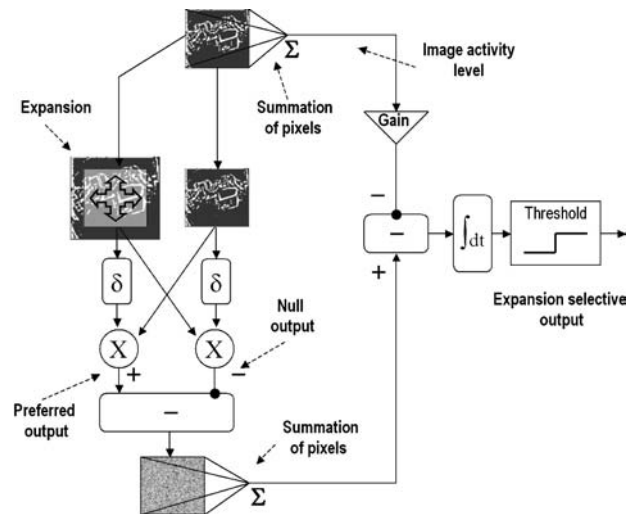 Σ
Image activity
level
Summation
of pixels
Expansion
Gain
−
−
+
∫dt
Threshold
Expansion selective
output
δ
δ
Null
output
X
X
+
−
Preferred
output
−
Summation
of pixels
Σ